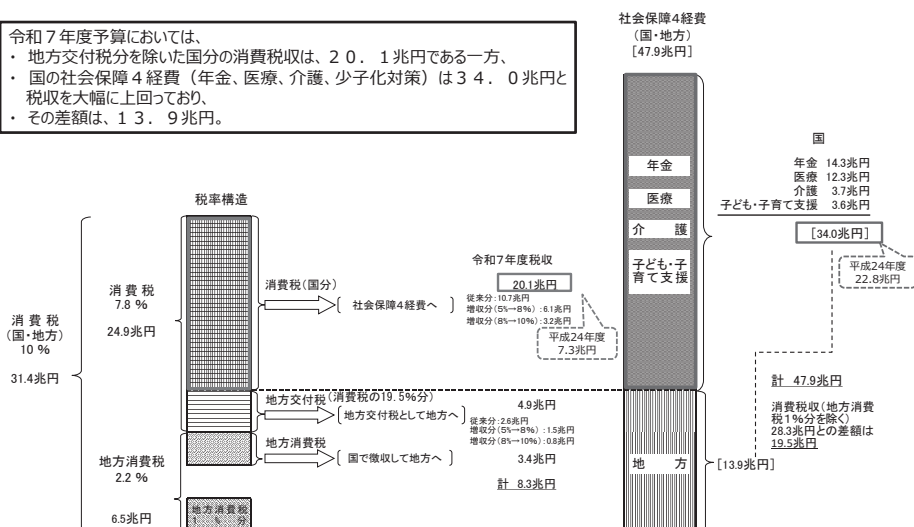 令和７年度予算においては、
・ 地方交付税分を除いた国分の消費税収は、２０．１兆円である一方、
・ 国の社会保障４経費（年金、医療、介護、少子化対策）は３４．０兆円と
税収を大幅に上回っており、
・ その差額は、１３．９兆円。
社会保障４経費
（国・地方）
［47.9兆円］
年金
医療
介 護
子ども・子
育て支援
地 方
国
年金 14.3兆円
医療 12.3兆円
介護 3.7兆円
子ども・子育て支援 3.6兆円
［34.0兆円］
平成24年度
22.8兆円
税率構造
消 費 税
（国・地方）
10 %
31.4兆円
消 費 税
7.8 %
24.9兆円
消費税（国分）
社会保障４経費へ
令和７年度税収
20.1兆円
従来分：10.7兆円
増収分（5%→8%）：6.1兆円
増収分（8%→10%）：3.2兆円
平成24年度
7.3兆円
地方交付税（消費税の19.5%分）
地方交付税として地方へ
4.9兆円
従来分：2.6兆円
増収分（5%→8%）：1.5兆円
増収分（8%→10%）：0.8兆円
地方消費税
国で徴収して地方へ
3.4兆円
計 8.3兆円
地方消費税
2.2 %
6.5兆円
地方消費税
１％分
［13.9兆円］
計 47.9兆円
消費税収（地方消費
税１％分を除く）
28.3兆円との差額は
19.5兆円